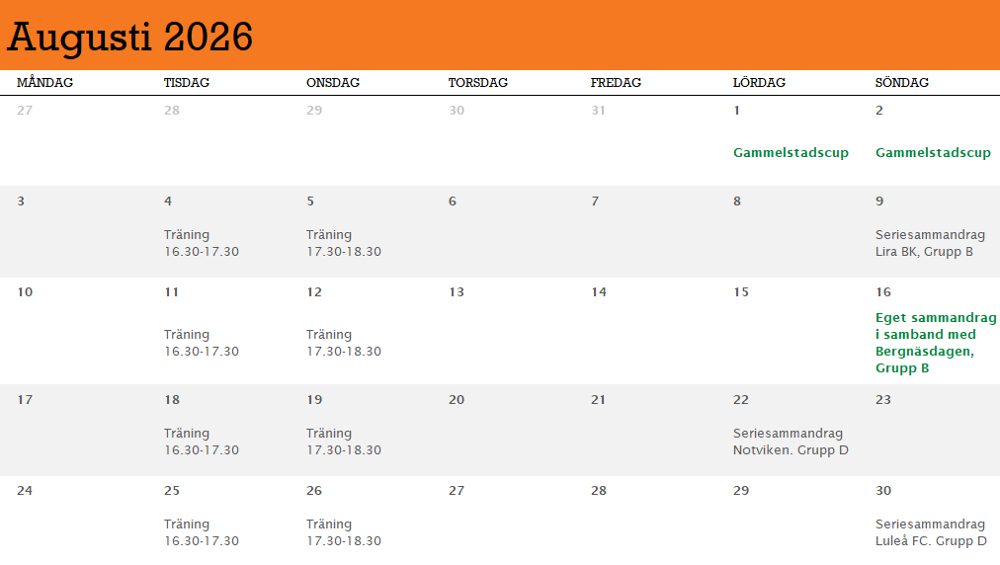 Augusti 2026
MÅNDAG TISDAG ONSDAG TORSDAG FREDAG LÖRDAG SÖNDAG
27 28 29 30 31 1 2
Gammelstadscup Gammelstadscup
3 4 5 6 7 8 9
Träning Träning Seriesammandrag
16.30-17.30 17.30-18.30 Lira BK, Grupp B
10 11 12 13 14 15 16
Eget sammandrag
Träning Träning i samband med
16.30-17.30 17.30-18.30 Bergnäsdagen,
Grupp B
17 18 19 20 21 22 23
Träning Träning Seriesammandrag
16.30-17.30 17.30-18.30 Notviken. Grupp D
24 25 26 27 28 29 30
Träning Träning Seriesammandrag
16.30-17.30 17.30-18.30 Luleå FC. Grupp D